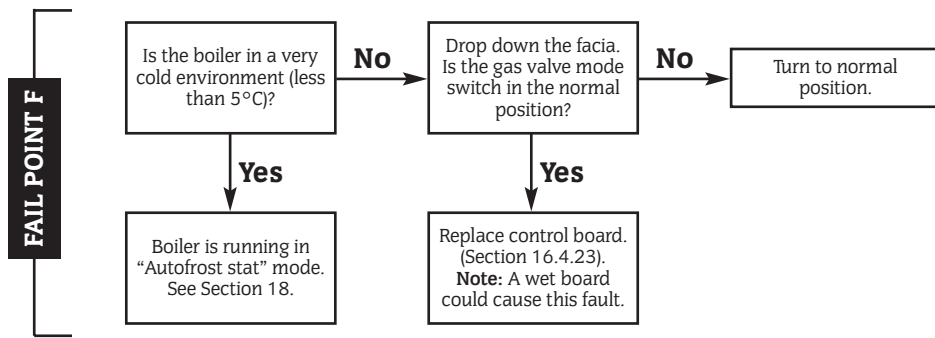 FAIL POINT F
Is the boiler in a very
cold environment (less
than 5°C)?
No
Drop down the facia.
Is the gas valve mode
switch in the normal
position?
No
Turn to normal
position.
Yes
Yes
Boiler is running in
“Autofrost stat” mode.
See Section 18.
Replace control board.
(Section 16.4.23).
Note: A wet board
could cause this fault.